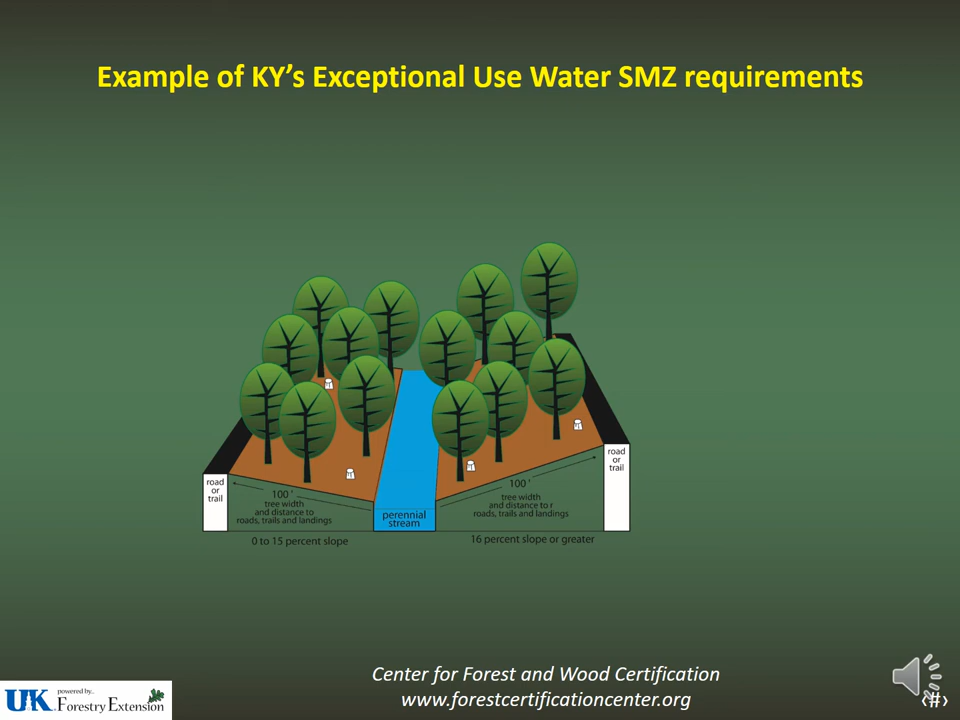 Example of KY's Exceptional Use Water SMZ requirements
road
or
trail
100 '
tree width
and distance to
roads, trails and landings
perennial
stream
100 '
tree width
and distance to r
roads, trails and landings
road
or
trail
0 to 15 percent slope
16 percent slope or greater
Center for Forest and Wood Certification
www.forestcertificationcenter.org
UK
powered by..
Forestry Extension
‹#›